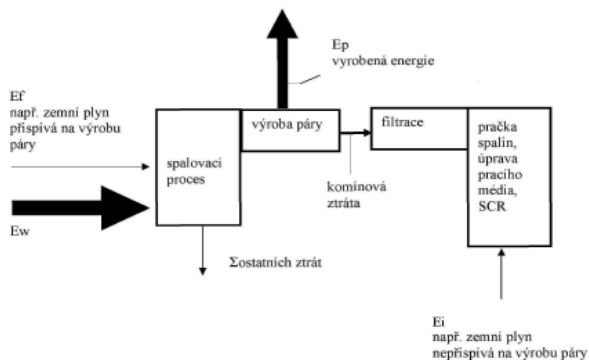 Ep
vyrobená energie
Ef
např. zemní plyn
přispívá na výrobu
páry
výroba páry
filtrace
pračka
spalin,
úprava
pracího
média,
SCR
spalovací
proces
komínová
ztráta
Ew
Σostatních ztrát
Ei
např. zemní plyn
nepřispívá na výrobu páry